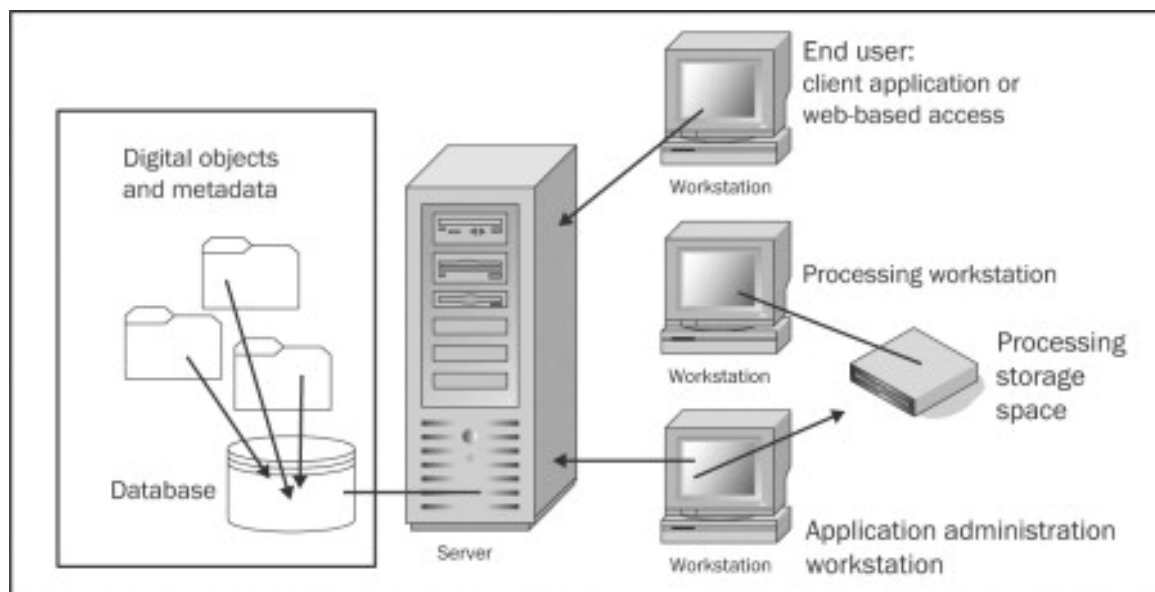 End user:
client application or
web-based access
Workstation
Digital objects
and metadata
Processing workstation
Workstation
Processing
storage
space
Database
Server
Application administration
workstation
Workstation